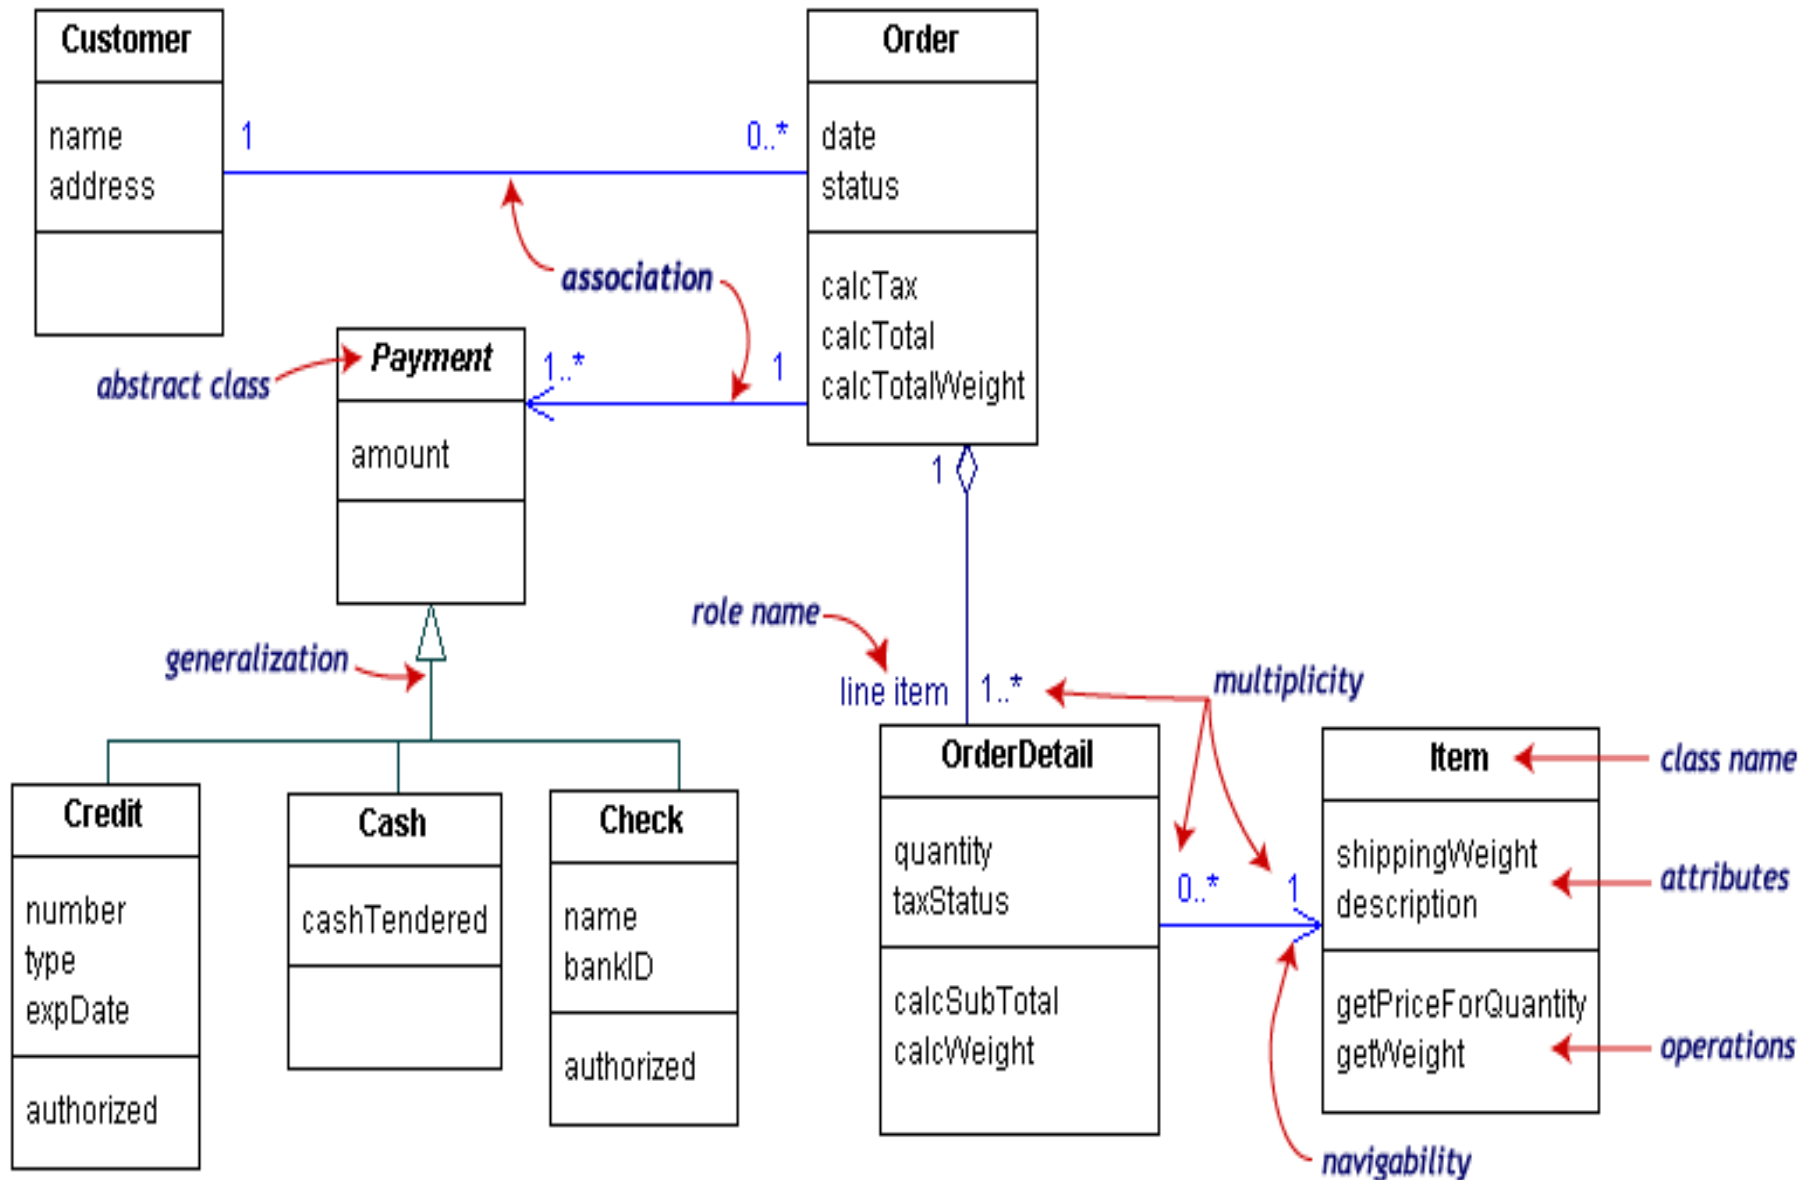 Customer
name
address
1
0..*
Order
date
status
calcTax
calcTotal
calcTotalWeight
association
abstract class
Payment
amount
1..*
1
1
generalization
role name
line item
1..*
multiplicity
Credit
number
type
expDate
authorized
Cash
cashTendered
Check
name
bankID
authorized
OrderDetail
quantity
taxStatus
calcSubTotal
calcWeight
0..*
1
Item
shippingWeight
description
getPriceForQuantity
getWeight
class name
attributes
operations
navigability